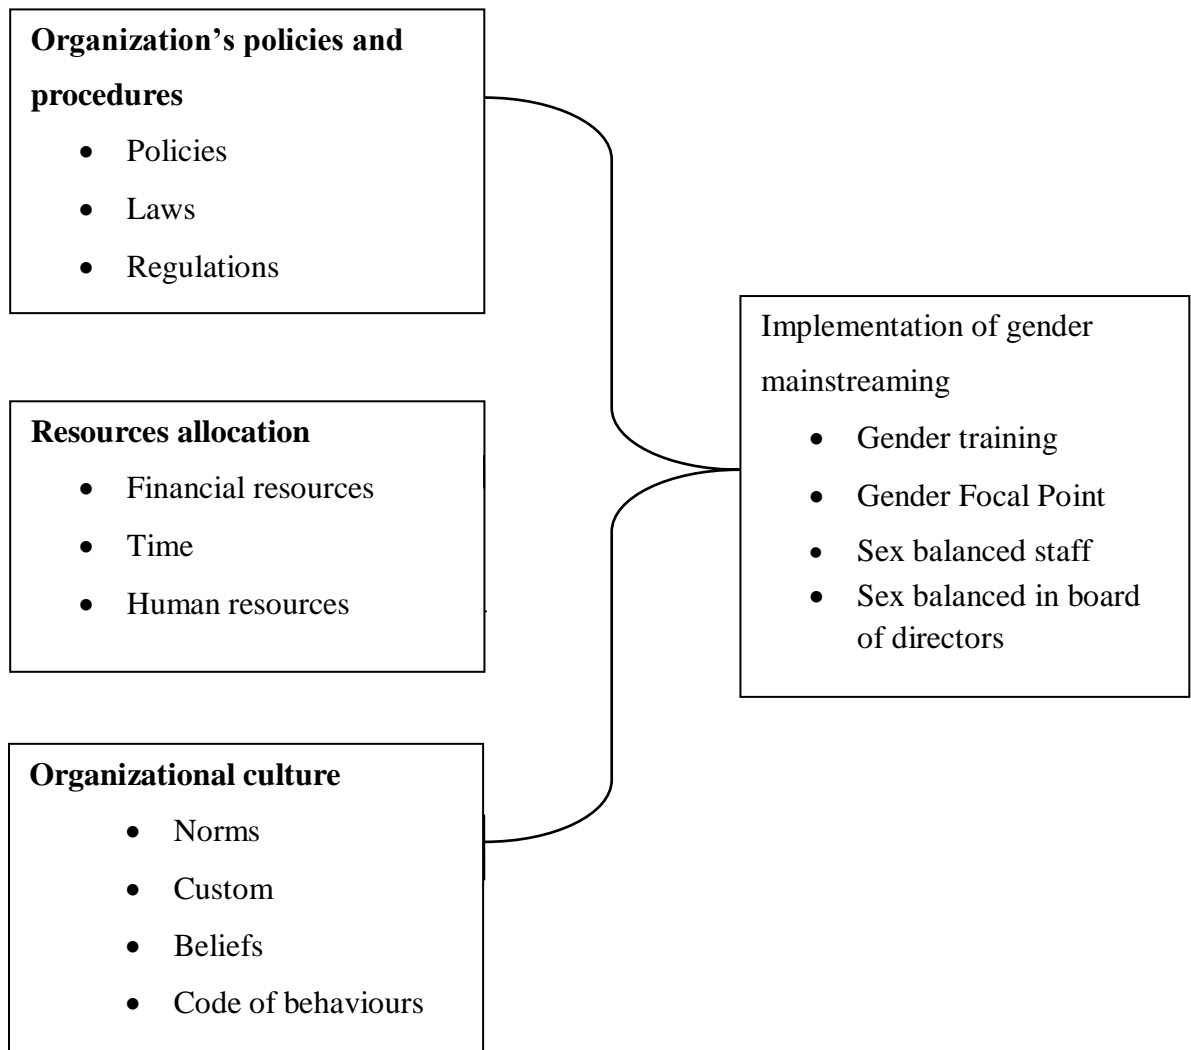 Organization’s policies and
procedures
• Policies
• Laws
• Regulations
Resources allocation
• Financial resources
• Time
• Human resources
Organizational culture
• Norms
• Custom
• Beliefs
• Code of behaviours
Implementation of gender
mainstreaming
• Gender training
• Gender Focal Point
• Sex balanced staff
• Sex balanced in board
of directors